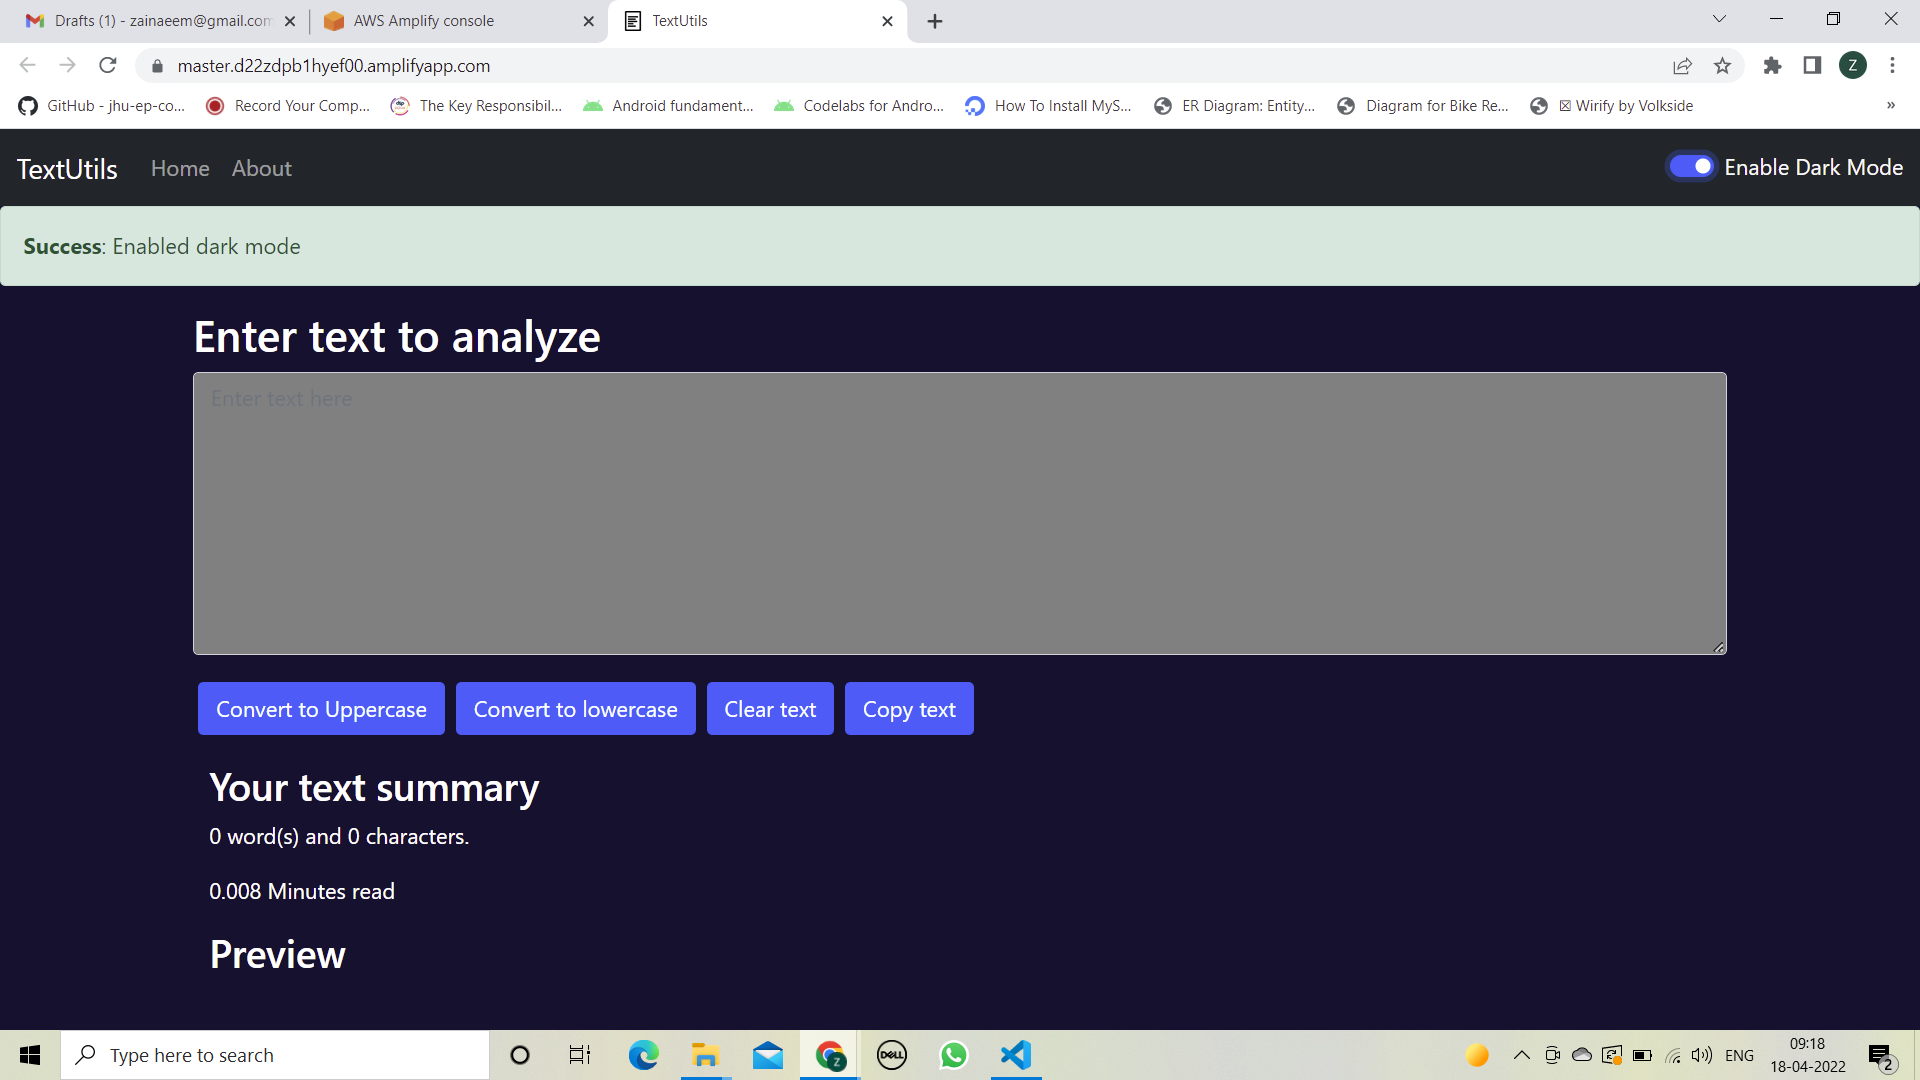 Drafts (1) - zainaeem@gmail.com
AWS Amplify console
TextUtils
master.d22zdpb1hyef00.amplifyapp.com
Z
GitHub - jhu-ep-co...
Record Your Comp...
The Key Responsibil...
Android fundament...
Codelabs for Andro...
How To Install MyS...
ER Diagram: Entity...
Diagram for Bike Re...
Wirify by Volkside
»
TextUtils
Home
About
Enable Dark Mode
Success: Enabled dark mode
Enter text to analyze
Enter text here
Convert to Uppercase
Convert to lowercase
Clear text
Copy text
Your text summary
0 word(s) and 0 characters.
0.008 Minutes read
Preview
Type here to search
Z
DELL
ENG
09:18
18-04-2022
2